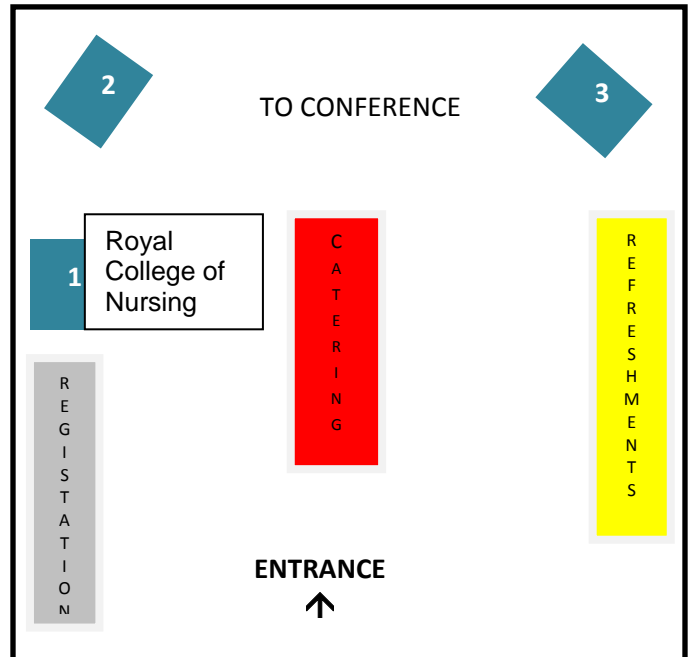 2
TO CONFERENCE
3
1
Royal
College of
Nursing
CATERING
REFRESHMENTS
REGISTATION
ENTRANCE